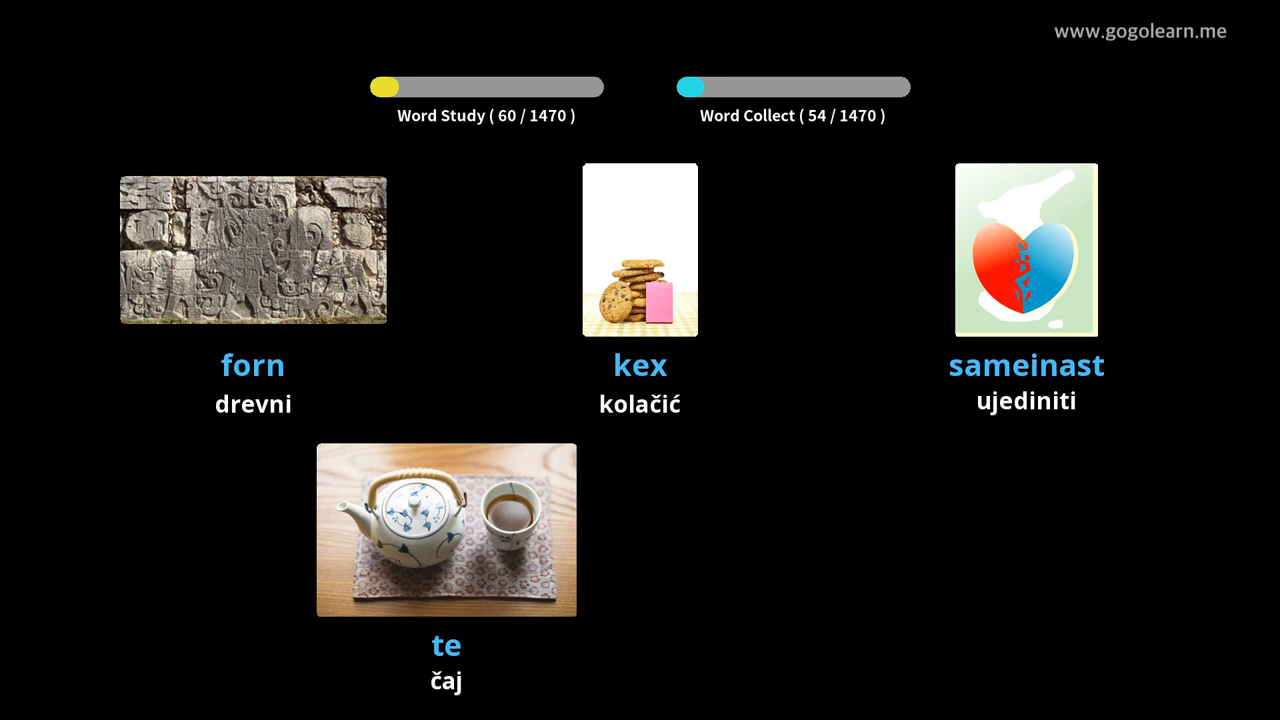 www.gogolearn.me
Word Study ( 60 / 1470 )
Word Collect ( 54 / 1470 )
forn
kex
sameinast
drevni
kolačić
ujediniti
te
čaj